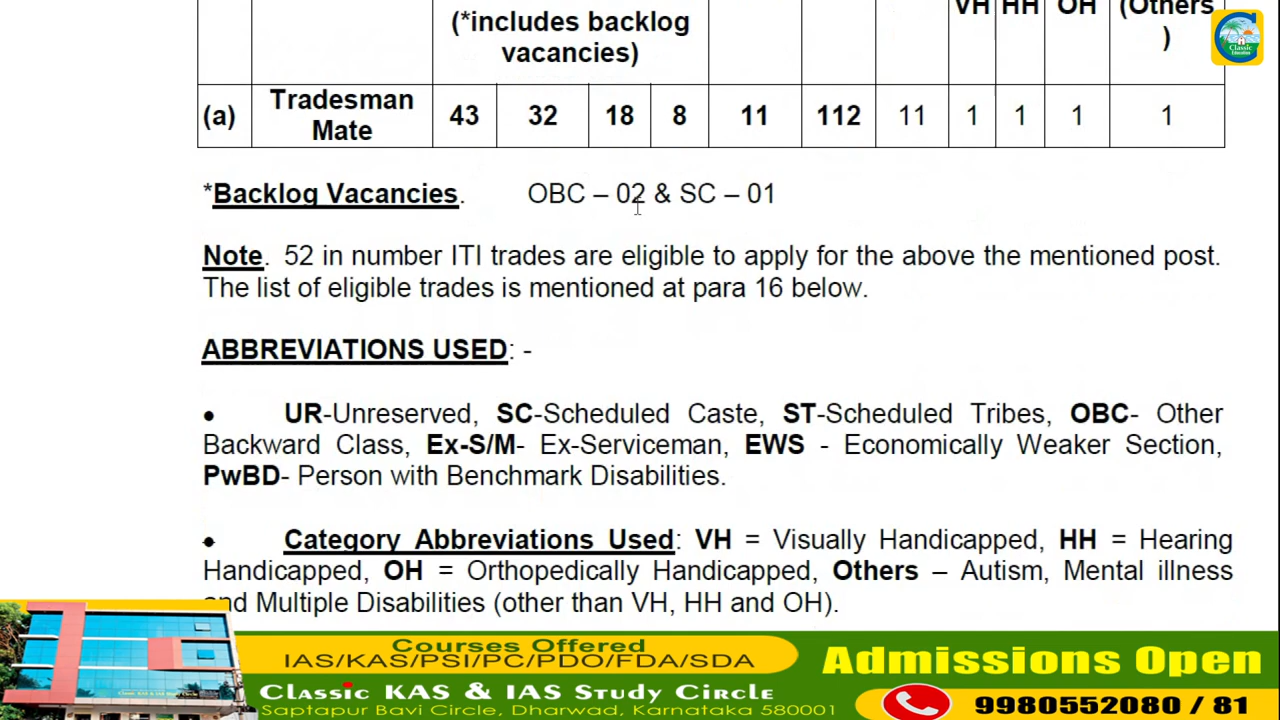 VH HH OH (Others
)
(*includes backlog
vacancies)
(a) Tradesman Mate 43 32 18 8 11 112 11 1 1 1 1
*Backlog Vacancies. OBC – 02 & SC – 01
Note. 52 in number ITI trades are eligible to apply for the above the mentioned post.
The list of eligible trades is mentioned at para 16 below.
ABBREVIATIONS USED: -
• UR-Unreserved, SC-Scheduled Caste, ST-Scheduled Tribes, OBC- Other
Backward Class, Ex-S/M- Ex-Serviceman, EWS - Economically Weaker Section,
PwBD- Person with Benchmark Disabilities.
• Category Abbreviations Used: VH = Visually Handicapped, HH = Hearing
Handicapped, OH = Orthopedically Handicapped, Others – Autism, Mental illness
and Multiple Disabilities (other than VH, HH and OH).
Classic
Education
Courses Offered
IAS/KAS/PSI/PC/PDO/FDA/SDA
Classic KAS & IAS Study Circle
Saptapur Bavi Circle, Dharwad, Karnataka 580001
Admissions Open
9980552080 / 81